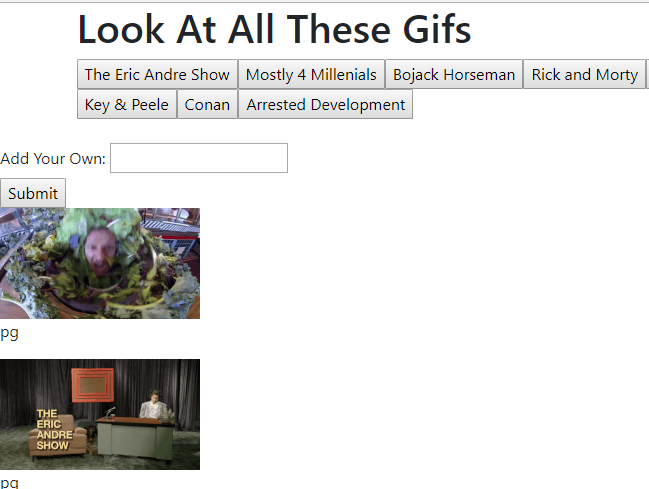 Look At All These Gifs
The Eric Andre Show Mostly 4 Millenials Bojack Horseman Rick and Morty
Key & Peele Conan Arrested Development
Add Your Own:
Submit
pg
THE
ERIC
ANDRE
SHOW
pg